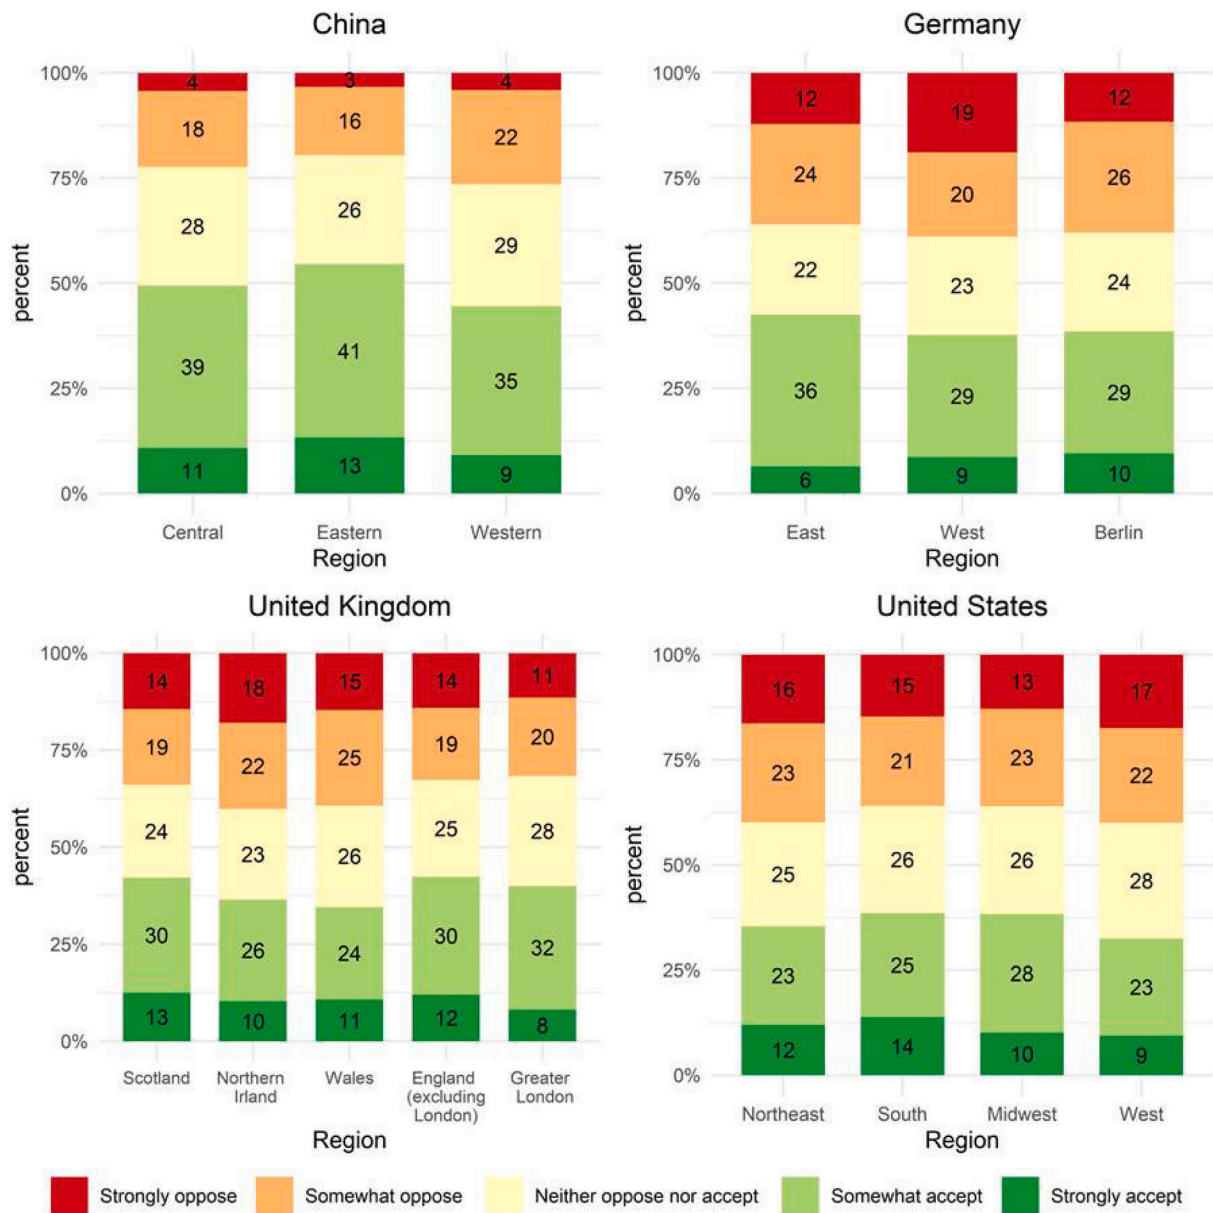 China
percent
100%
75%
50%
25%
0%
4
18
28
39
11
3
16
26
41
13
4
22
29
35
9
Central
Eastern
Western
Region
Germany
percent
100%
75%
50%
25%
0%
12
24
22
36
6
19
20
23
29
9
12
26
24
29
10
East
West
Berlin
Region
United Kingdom
percent
100%
75%
50%
25%
0%
14
19
24
30
13
18
22
23
26
10
15
25
26
24
11
14
19
25
30
12
11
20
28
32
8
Scotland
Northern
Irland
Wales
England
(excluding
London)
Greater
London
Region
United States
percent
100%
75%
50%
25%
0%
16
23
25
23
12
15
21
26
25
14
13
23
26
28
10
17
22
28
23
9
Northeast
South
Midwest
West
Region
Strongly oppose
Somewhat oppose
Neither oppose nor accept
Somewhat accept
Strongly accept